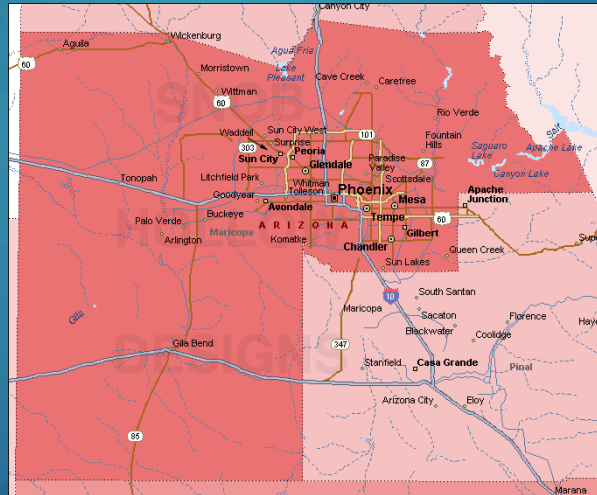 Canyon City
Wickenburg
Aguila
60
Agua Fria
Lake
Pleasant
Morristown
Cave Creek
Carefree
Wittman
60
Rio Verde
Waddell
Sun City West
Surprise
101
Fountain
Hills
Salt
303
Peoria
Sun City
Glendale
Paradise
Valley
87
Saguaro
Lake
Apache Lake
Canyon Lake
Tonopah
Litchfield Park
Whitman
Scottsdale
Goodyear
Tolleson
Phoenix
Mesa
Apache
Junction
Avondale
Tempe
60
Palo Verde
Buckeye
ARIZONA
Gilbert
Arlington
Maricopa
Komatke
Chandler
Queen Creek
Sup
Sun Lakes
10
South Santan
Gila
Maricopa
Sacaton
Florence
Blackwater
Coolidge
Haye
Gila Bend
347
DESIGNS
Stanfield
Casa Grande
Pinal
Arizona City
Eloy
85
Marana